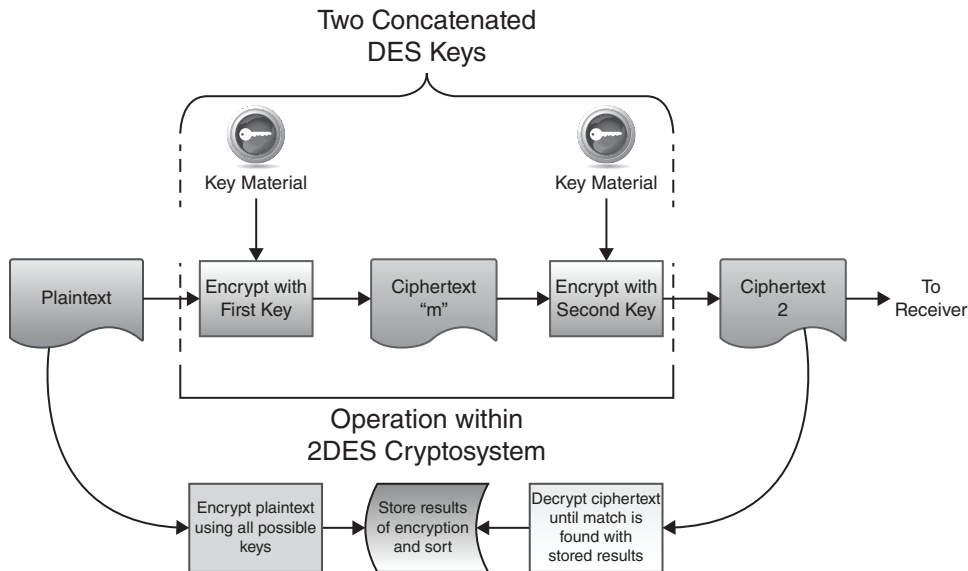 Two Concatenated
DES Keys
Key Material
Key Material
Plaintext
Encrypt with
First Key
Ciphertext
“m”
Encrypt with
Second Key
Ciphertext
2
To
Receiver
Operation within
2DES Cryptosystem
Encrypt plaintext
using all possible
keys
Store results
of encryption
and sort
Decrypt ciphertext
until match is
found with
stored results